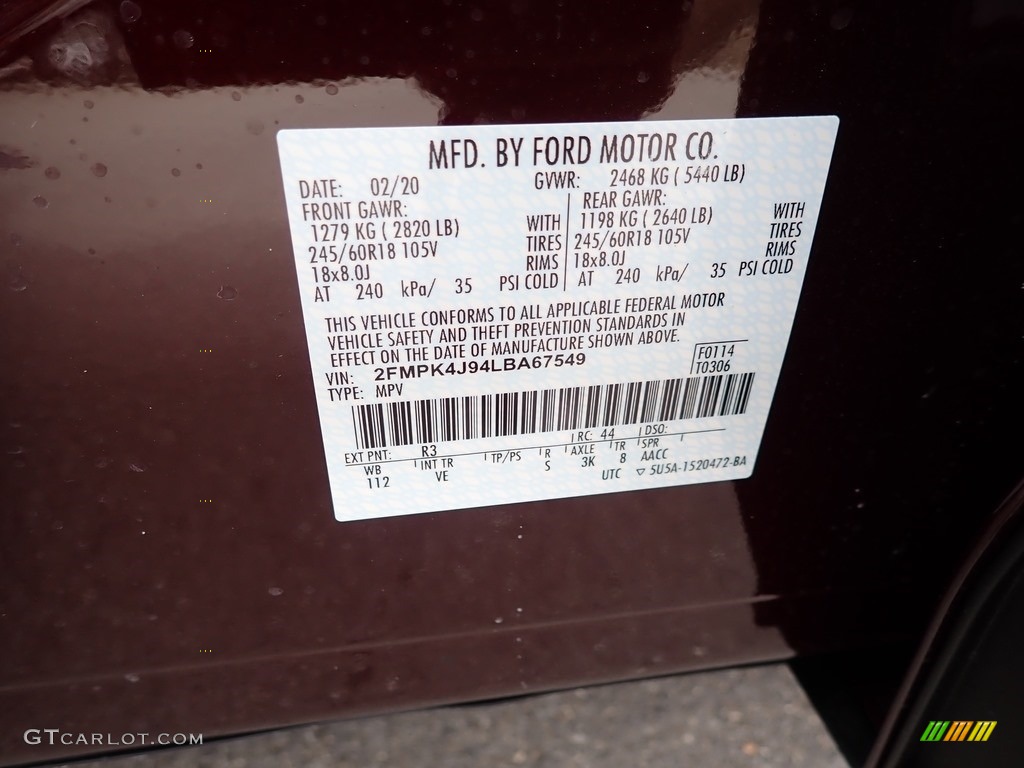 MFD. BY FORD MOTOR CO.
DATE: 02/20 GVWR: 2468 KG ( 5440 LB)
FRONT GAWR: REAR GAWR:
1279 KG ( 2820 LB) WITH 1198 KG ( 2640 LB) WITH
245/60R18 105V TIRES 245/60R18 105V TIRES
18x8.0J RIMS 18x8.0J RIMS
AT 240 kPa/ 35 PSI COLD AT 240 kPa/ 35 PSI COLD
THIS VEHICLE CONFORMS TO ALL APPLICABLE FEDERAL MOTOR
VEHICLE SAFETY AND THEFT PREVENTION STANDARDS IN
EFFECT ON THE DATE OF MANUFACTURE SHOWN ABOVE.
VIN: 2FMPK4J94LBA67549 F0114
TYPE: MPV T0306
EXT PNT: R3 RC: 44 DSO:
WB INT TR TP/PS R AXLE TR SPR
112 VE S 3K 8 AACC
UTC ▽ 5U5A-1520472-BA
GTCARLOT.COM